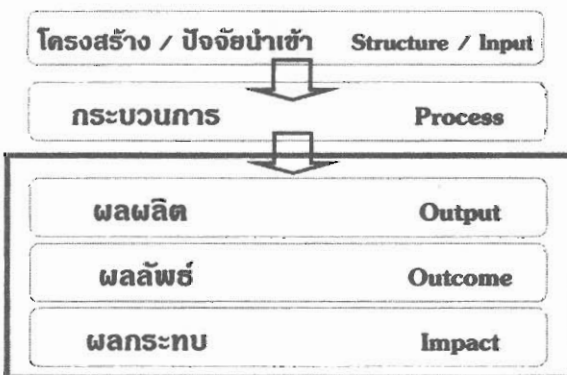 โครงสร้าง / ปัจจัยนำเข้า Structure / Input
กระบวนการ Process
ผลผลิต Output
ผลลัพธ์ Outcome
ผลกระทบ Impact